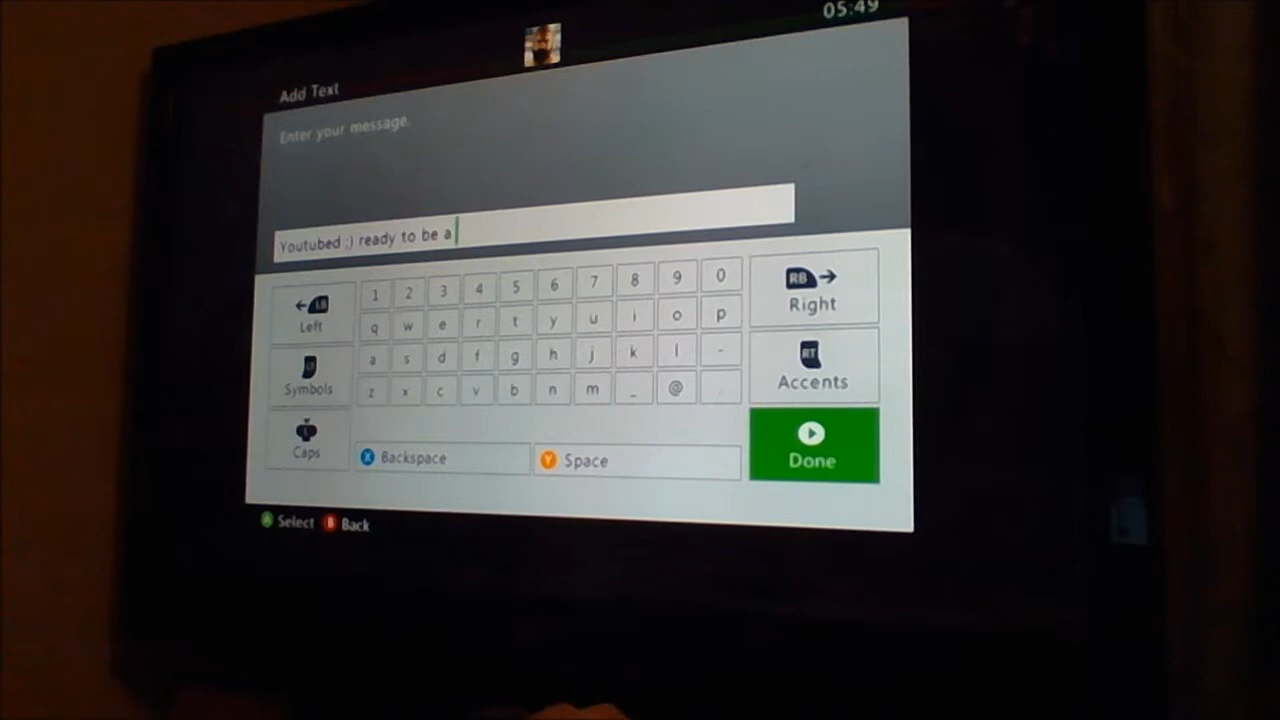 05:49
Add Text
Enter your message.
Youtubed :) ready to be a
LB
Left
1 2 3 4 5 6 7 8 9 0
RB
Right
q w e r t y u i o p
Symbols
a s d f g h j k l -
RT
Accents
z x c v b n m _ @ .
Caps
X Backspace
Y Space
Done
A Select B Back